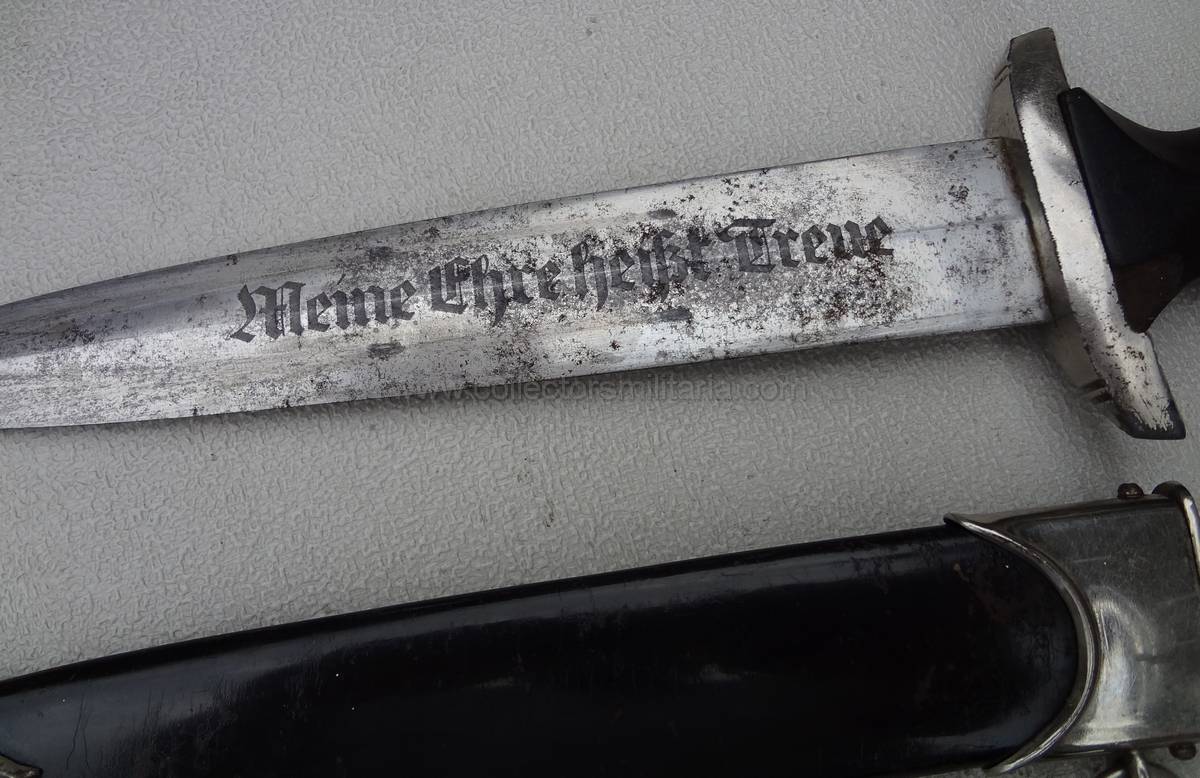 Meine Ehre heißt Treue
www.collectorsmilitaria.com